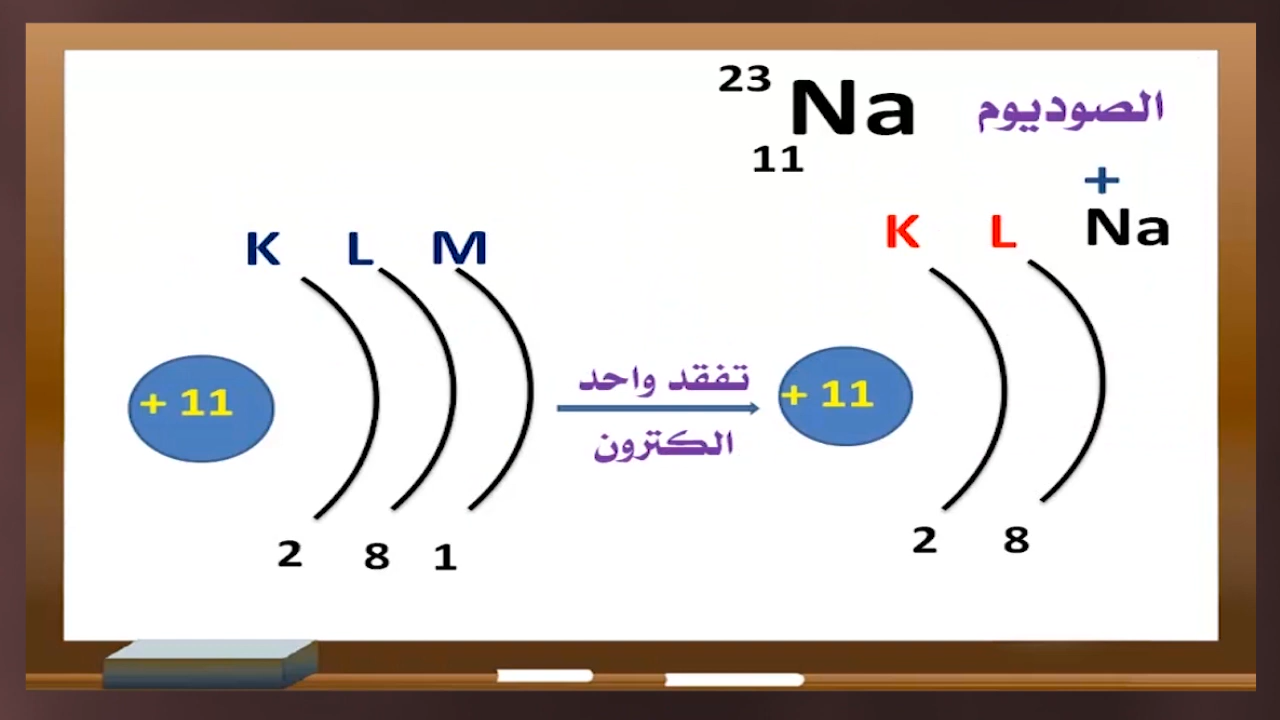 23
Na الصوديوم
11
+
Na
K L M
K L
+ 11
تفقد واحد
الكترون
+ 11
2 8 1
2 8